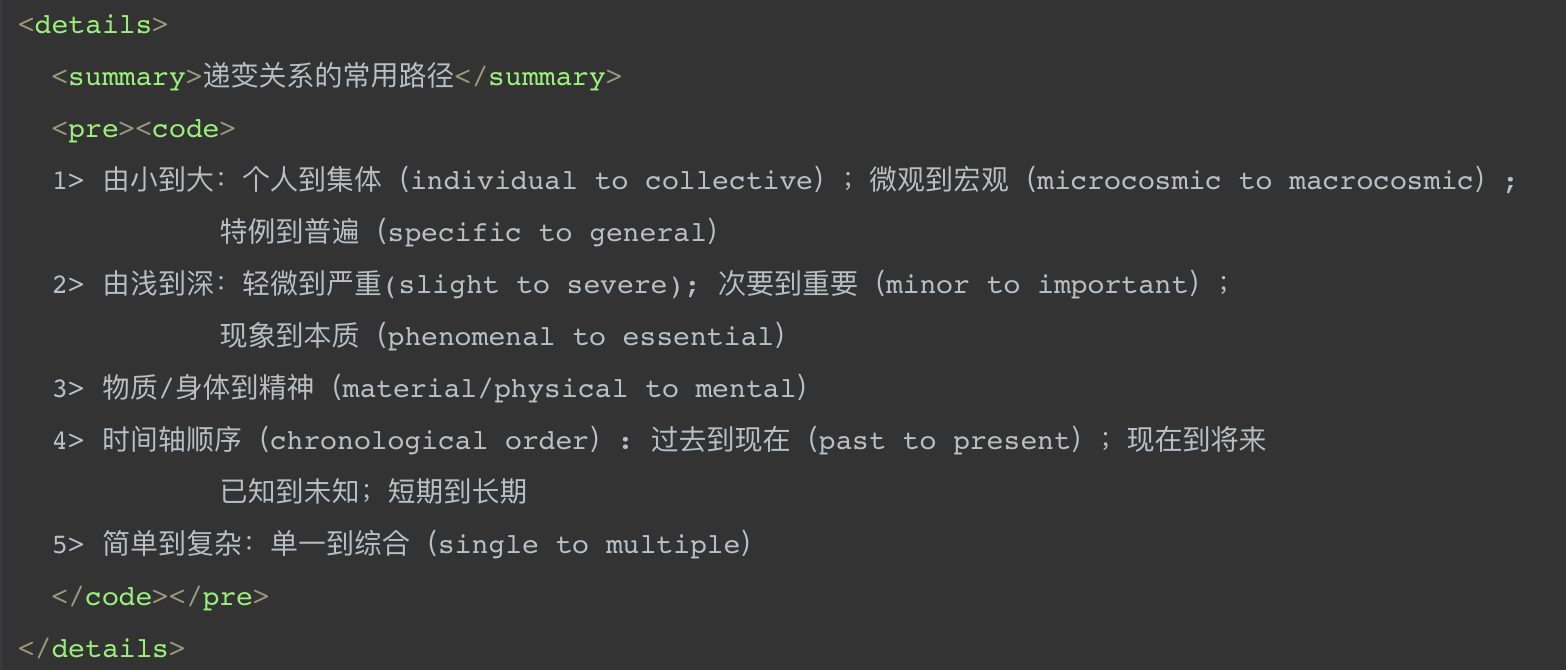 <details>
<summary>递变关系的常用路径</summary>
<pre><code>
1> 由小到大：个人到集体（individual to collective）；微观到宏观（microcosmic to macrocosmic）;
特例到普遍（specific to general）
2> 由浅到深：轻微到严重(slight to severe); 次要到重要（minor to important）;
现象到本质（phenomenal to essential）
3> 物质/身体到精神（material/physical to mental）
4> 时间轴顺序（chronological order）: 过去到现在（past to present）；现在到将来
已知到未知；短期到长期
5> 简单到复杂：单一到综合（single to multiple）
</code></pre>
</details>